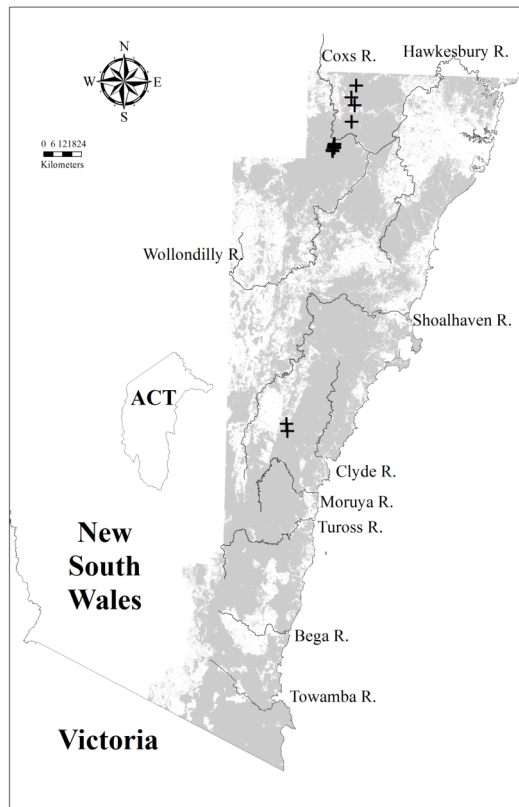 Coxs R.
Hawkesbury R.
N
W
E
S
0 6 121824
Kilometers
Wollondilly R.
Shoalhaven R.
ACT
Clyde R.
Moruya R.
Tuross R.
New
South
Wales
Bega R.
Towamba R.
Victoria